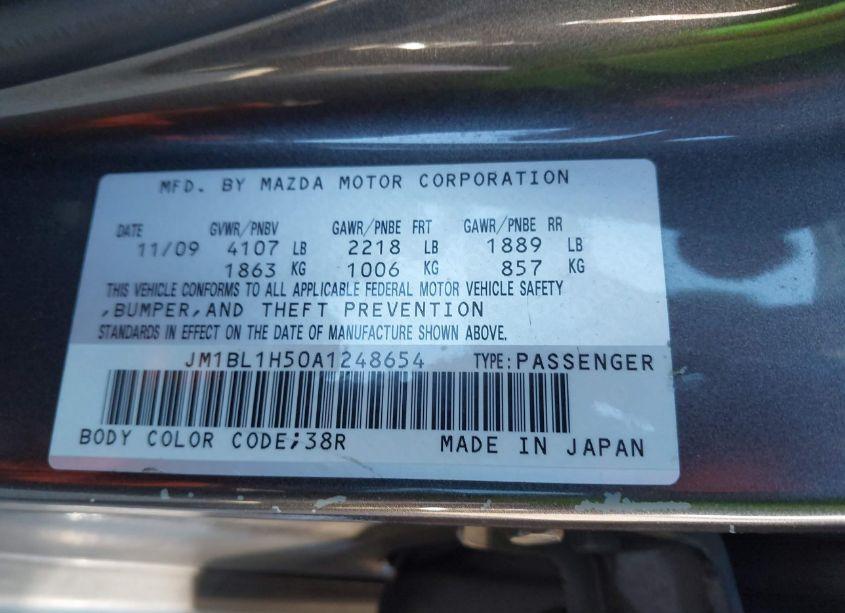 MFD. BY MAZDA MOTOR CORPORATION
DATE GVWR/PNBV GAWR/PNBE FRT GAWR/PNBE RR
11/09 4107 LB 2218 LB 1889 LB
1863 KG 1006 KG 857 KG
THIS VEHICLE CONFORMS TO ALL APPLICABLE FEDERAL MOTOR VEHICLE SAFETY
,BUMPER,AND THEFT PREVENTION
STANDARDS IN EFFECT ON THE DATE OF MANUFACTURE SHOWN ABOVE.
JM1BL1H50A1248654 TYPE:PASSENGER
BODY COLOR CODE;38R MADE IN JAPAN